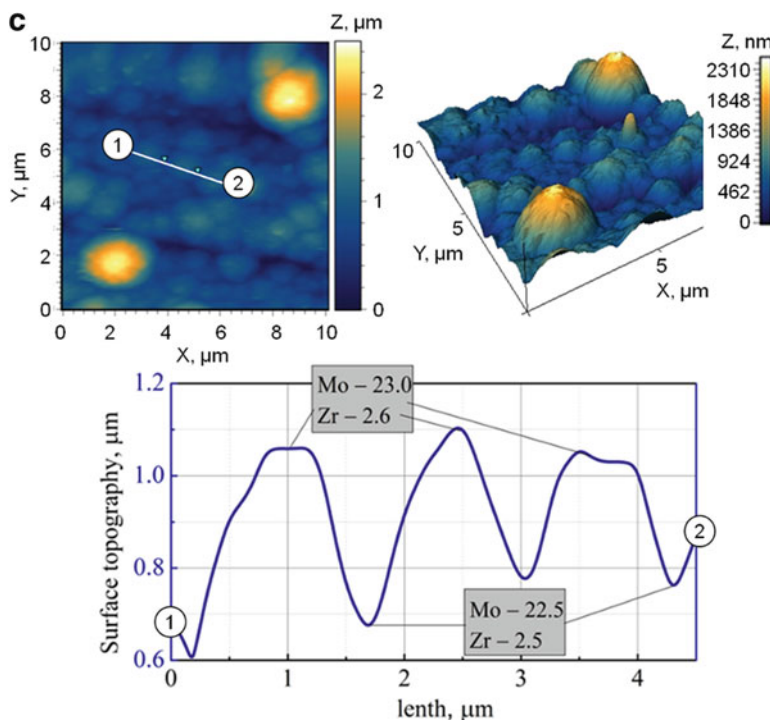 c
Z, µm
10
8
6
4
2
0
Y, µm
0 2 4 6 8 10
X, µm
2
1
0
1
2
Z, nm
2310
1848
1386
924
462
0
10
5
Y, µm
5
X, µm
1.2
1.0
0.8
0.6
Surface topography, µm
Mo – 23.0
Zr – 2.6
Mo – 22.5
Zr – 2.5
1
2
0 1 2 3 4
lenth, µm